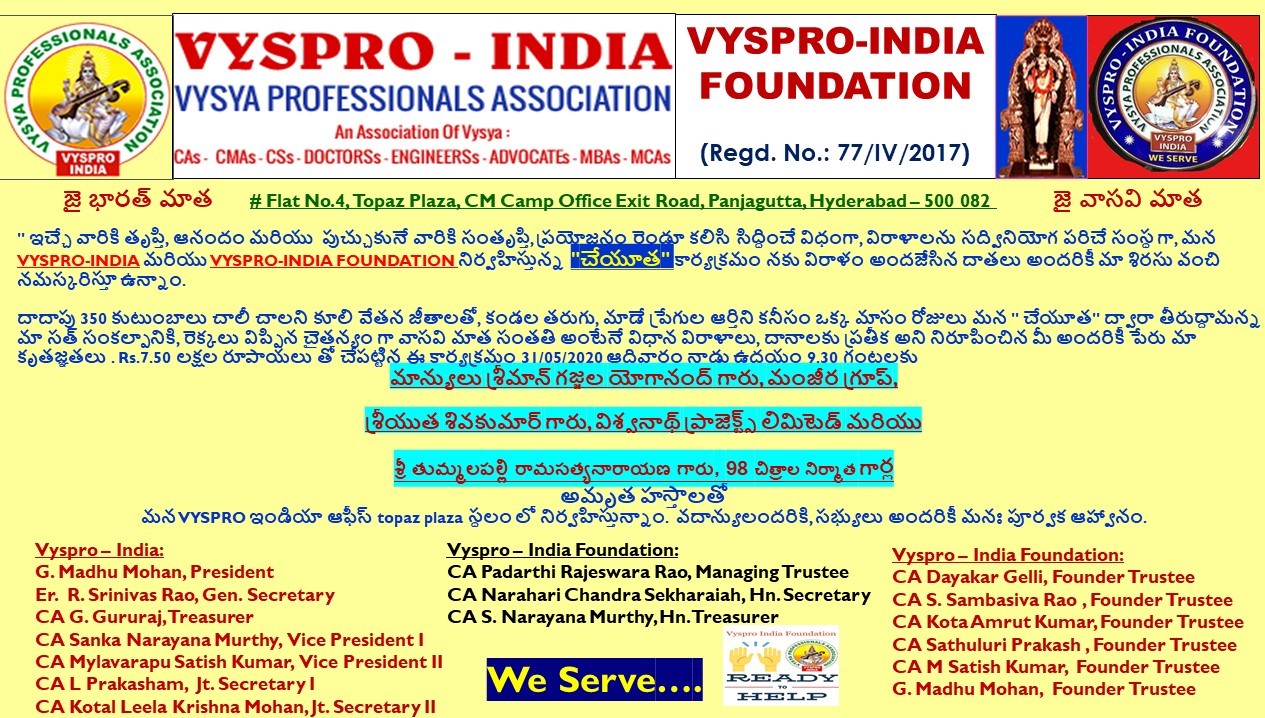 VYSYA PROFESSIONALS ASSOCIATION
VYSPRO
INDIA
VYSPRO - INDIA
VYSYA PROFESSIONALS ASSOCIATION
An Association Of Vysya :
CAs - CMAs - CSs - DOCTORSs - ENGINEERSs - ADVOCATEs - MBAs - MCAs
VYSPRO-INDIA
FOUNDATION
(Regd. No.: 77/IV/2017)
VYSPRO - INDIA FOUNDATION
VYSYA PROFESSIONALS ASSOCIATION
VYSPRO
INDIA
WE SERVE
జై భారత్ మాత # Flat No.4, Topaz Plaza, CM Camp Office Exit Road, Panjagutta, Hyderabad – 500 082 జై వాసవి మాత
" ఇచ్చే వారికి తృప్తి, ఆనందం మరియు పుచ్చుకునే వారికి సంతృప్తి, ప్రయోజనం రెండూ కలిసి సిద్దించే విధంగా, విరాళాలను సద్వినియోగ పరిచే సంస్థ గా, మన
VYSPRO-INDIA మరియు VYSPRO-INDIA FOUNDATION నిర్వహిస్తున్న "చేయూత" కార్యక్రమం నకు విరాళం అందజేసిన దాతలు అందరికీ మా శిరసు వంచి
నమస్కరిస్తూ ఉన్నాం.
దాదాపు 350 కుటుంబాలు చాలీ చాలని కూలి వేతన జీతాలతో, కండల తరుగు, మాడే ప్రేగుల ఆర్తిని కనీసం ఒక్క మాసం రోజులు మన " చేయూత" ద్వారా తీరుద్దామన్న
మా సత్ సంకల్పానికి, రెక్కలు విప్పిన చైతన్యం గా వాసవి మాత సంతతి అంటేనే విధాన విరాళాలు, దానాలకు ప్రతీక అని నిరూపించిన మీ అందరికీ పేరు మా
కృతజ్ఞతలు . Rs.7.50 లక్షల రూపాయలు తో చేపట్టిన ఈ కార్యక్రమం 31/05/2020 ఆదివారం నాడు ఉదయం 9.30 గంటలకు
మాన్యులు శ్రీమాన్ గజ్జల యోగానంద్ గారు, మంజీర గ్రూప్,
శ్రీయుత శివకుమార్ గారు, విశ్వనాథ్ ప్రాజెక్ట్స్ లిమిటెడ్ మరియు
శ్రీ తుమ్మలపల్లి రామసత్యనారాయణ గారు, 98 చిత్రాల నిర్మాత గార్ల
అమృత హస్తాలతో
మన VYSPRO ఇండియా ఆఫీస్ topaz plaza స్థలం లో నిర్వహిస్తున్నాం. వదాన్యులందరికి, సభ్యులు అందరికీ మనః పూర్వక ఆహ్వానం.
Vyspro – India:
G. Madhu Mohan, President
Er. R. Srinivas Rao, Gen. Secretary
CA G. Gururaj, Treasurer
CA Sanka Narayana Murthy, Vice President I
CA Mylavarapu Satish Kumar, Vice President II
CA L Prakasham, Jt. Secretary I
CA Kotal Leela Krishna Mohan, Jt. Secretary II
Vyspro – India Foundation:
CA Padarthi Rajeswara Rao, Managing Trustee
CA Narahari Chandra Sekharaiah, Hn. Secretary
CA S. Narayana Murthy, Hn. Treasurer
We Serve....
Vyspro India Foundation
READY
TO
HELP
Vyspro – India Foundation:
CA Dayakar Gelli, Founder Trustee
CA S. Sambasiva Rao , Founder Trustee
CA Kota Amrut Kumar, Founder Trustee
CA Sathuluri Prakash , Founder Trustee
CA M Satish Kumar, Founder Trustee
G. Madhu Mohan, Founder Trustee